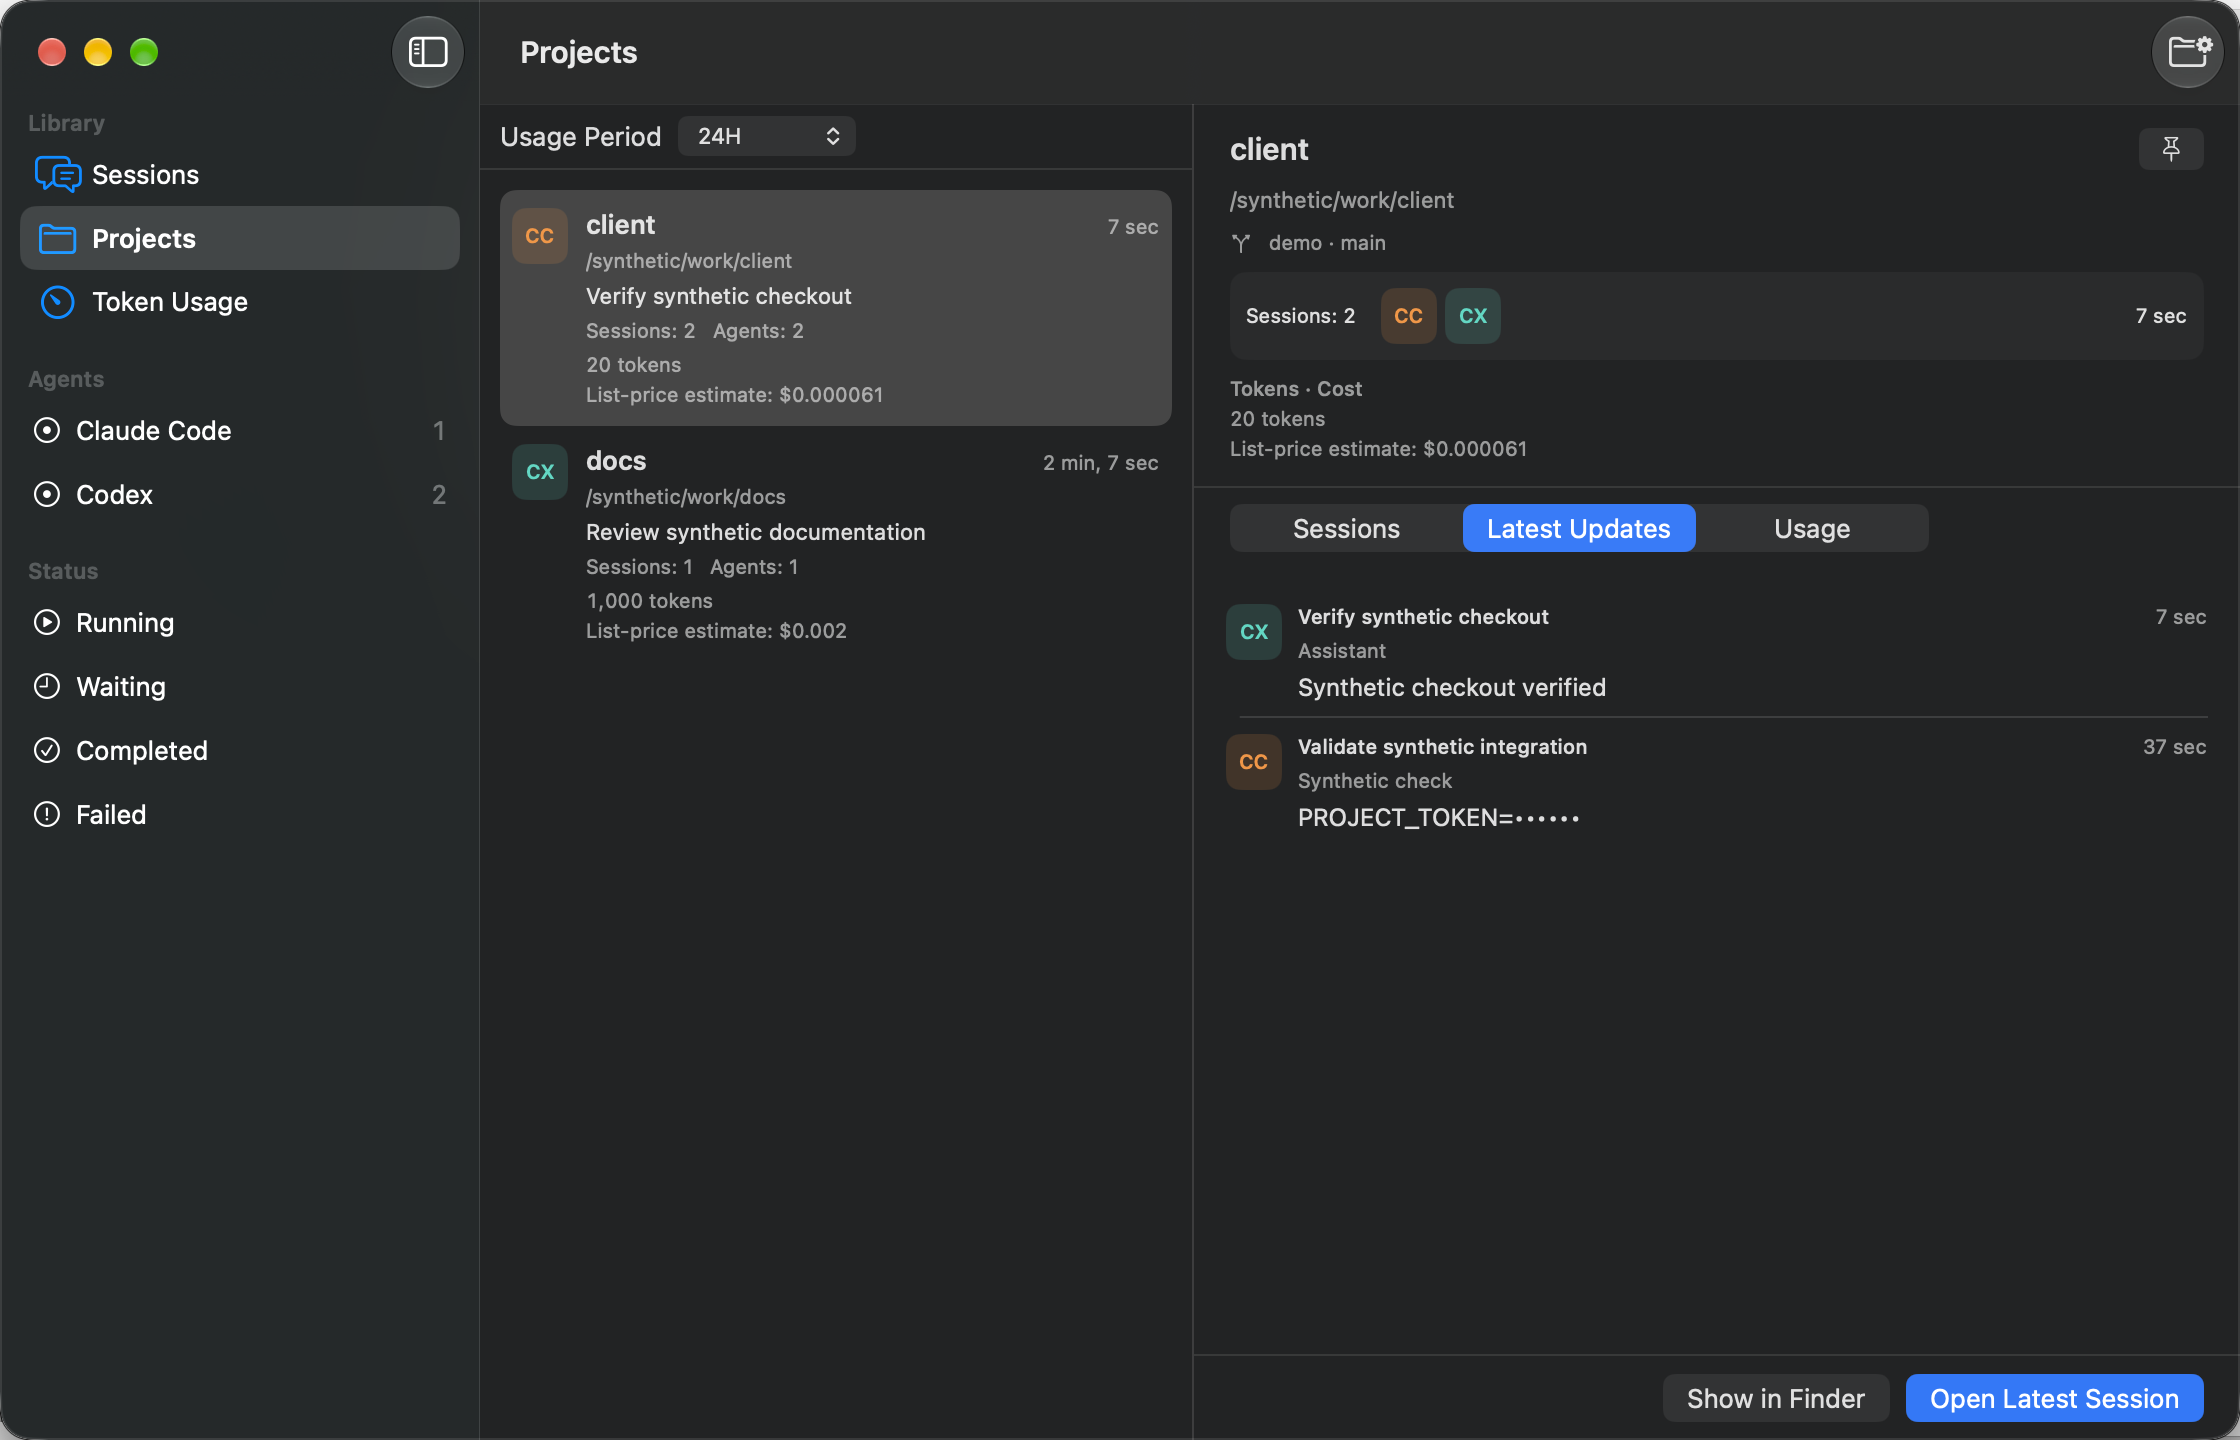 Projects
Library
Sessions
Projects
Token Usage
Agents
Claude Code 1
Codex 2
Status
Running
Waiting
Completed
Failed
Usage Period 24H
CC client 7 sec
/synthetic/work/client
Verify synthetic checkout
Sessions: 2 Agents: 2
20 tokens
List-price estimate: $0.000061
CX docs 2 min, 7 sec
/synthetic/work/docs
Review synthetic documentation
Sessions: 1 Agents: 1
1,000 tokens
List-price estimate: $0.002
client
/synthetic/work/client
demo · main
Sessions: 2 CC CX 7 sec
Tokens · Cost
20 tokens
List-price estimate: $0.000061
Sessions Latest Updates Usage
CX Verify synthetic checkout 7 sec
Assistant
Synthetic checkout verified
CC Validate synthetic integration 37 sec
Synthetic check
PROJECT_TOKEN=••••••
Show in Finder Open Latest Session